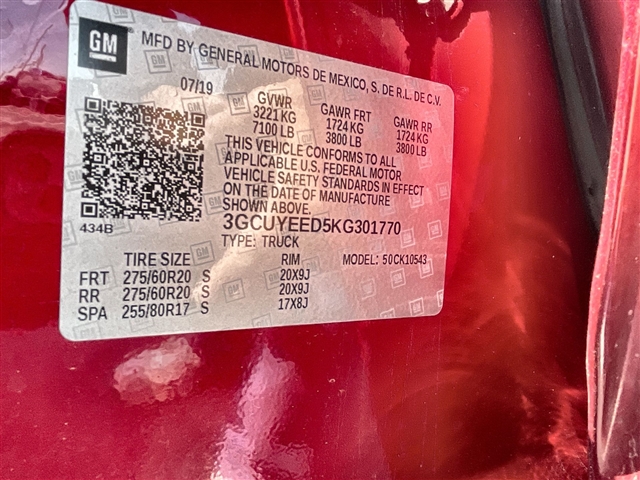 GM
MFD BY GENERAL MOTORS DE MEXICO, S. DE R.L. DE C.V.
07/19
GVWR GAWR FRT GAWR RR
3221 KG 1724 KG 1724 KG
7100 LB 3800 LB 3800 LB
THIS VEHICLE CONFORMS TO ALL
APPLICABLE U.S. FEDERAL MOTOR
VEHICLE SAFETY STANDARDS IN EFFECT
ON THE DATE OF MANUFACTURE
SHOWN ABOVE.
434B
3GCUYEED5KG301770
TYPE: TRUCK MODEL: 50CK10543
TIRE SIZE RIM
FRT 275/60R20 S 20X9J
RR 275/60R20 S 20X9J
SPA 255/80R17 S 17X8J